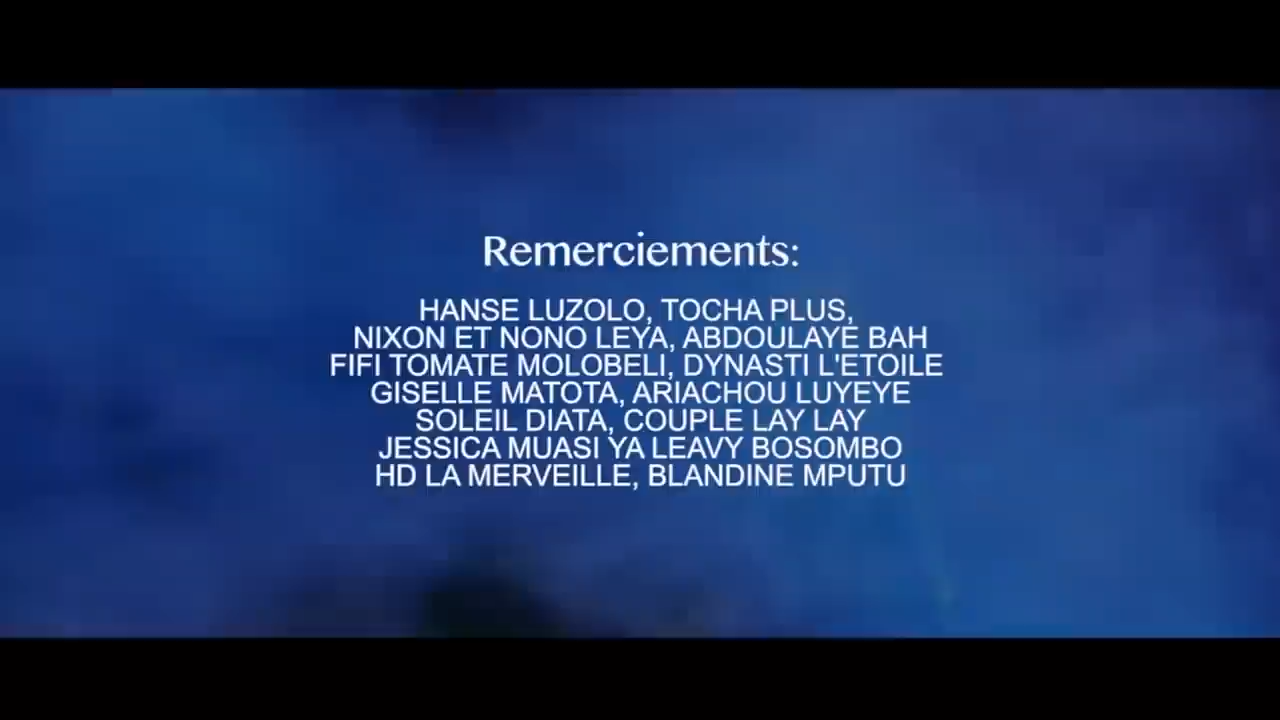 Remerciements:
HANSE LUZOLO, TOCHA PLUS,
NIXON ET NONO LEYA, ABDOULAYE BAH
FIFI TOMATE MOLOBELI, DYNASTI L'ETOILE
GISELLE MATOTA, ARIACHOU LUYEYE
SOLEIL DIATA, COUPLE LAY LAY
JESSICA MUASI YA LEAVY BOSOMBO
HD LA MERVEILLE, BLANDINE MPUTU